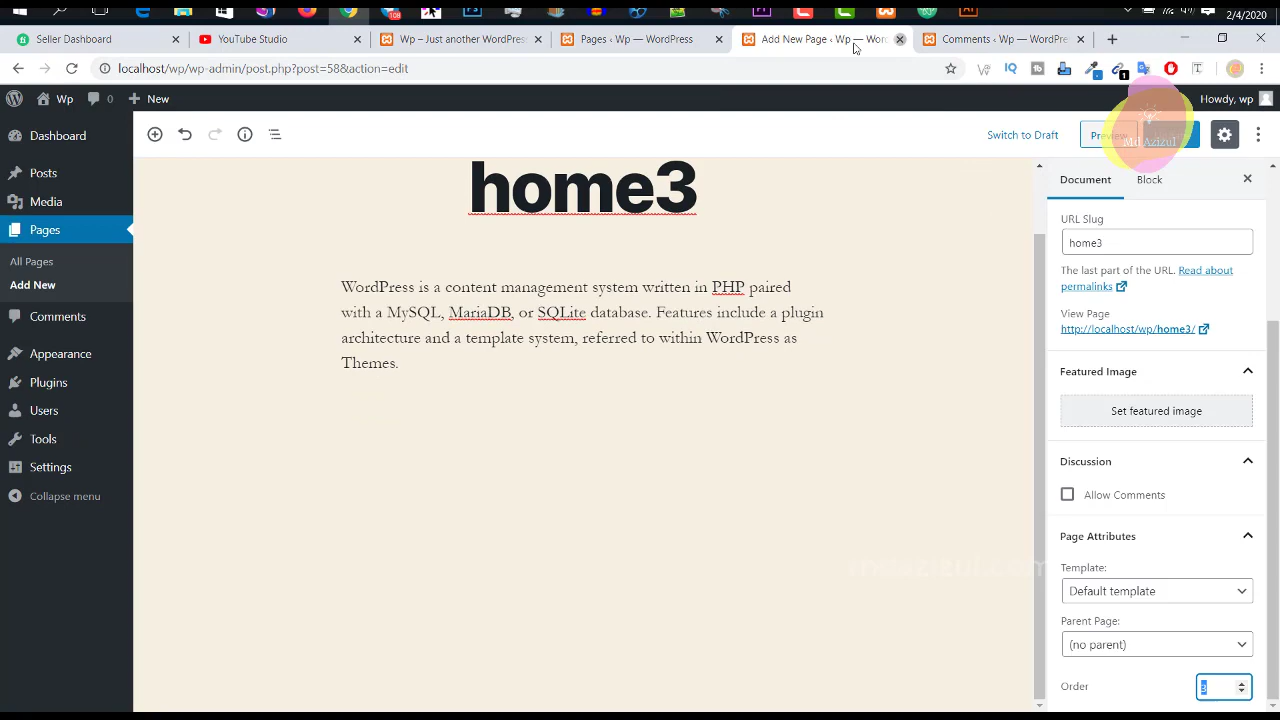 2/4/2020
Seller Dashboard
YouTube Studio
Wp – Just another WordPress
Pages ‹ Wp — WordPress
Add New Page ‹ Wp — Wor
Comments ‹ Wp — WordPre
localhost/wp/wp-admin/post.php?post=58&action=edit
Wp
0
New
Howdy, wp
Switch to Draft
Preview
Md Azizul
Dashboard
Posts
Media
Pages
All Pages
Add New
Comments
Appearance
Plugins
Users
Tools
Settings
Collapse menu
home3
WordPress is a content management system written in PHP paired
with a MySQL, MariaDB, or SQLite database. Features include a plugin
architecture and a template system, referred to within WordPress as
Themes.
Document
Block
URL Slug
home3
The last part of the URL. Read about
permalinks
View Page
http://localhost/wp/home3/
Featured Image
Set featured image
Discussion
Allow Comments
Page Attributes
Template:
Default template
Parent Page:
(no parent)
Order
3